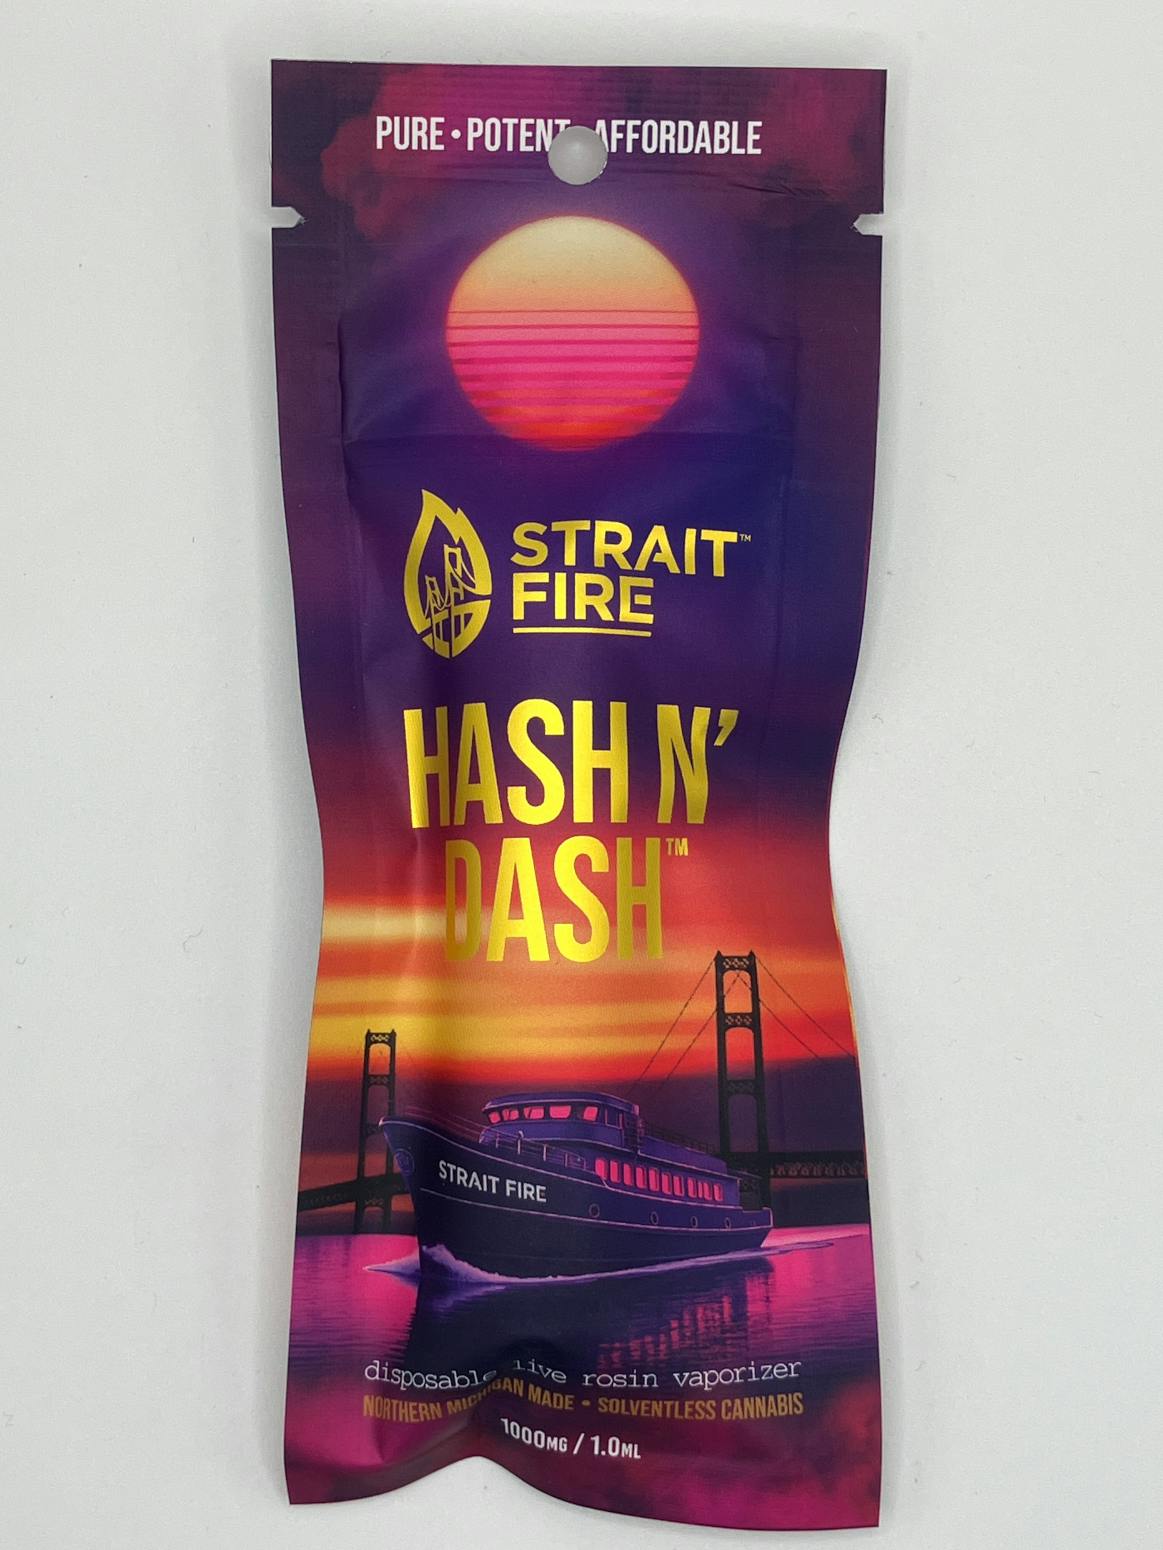 PURE • POTENT AFFORDABLE
STRAIT™
FIRE
HASH N'
DASH™
STRAIT FIRE
disposable live rosin vaporizer
NORTHERN MICHIGAN MADE • SOLVENTLESS CANNABIS
1000MG / 1.0ML